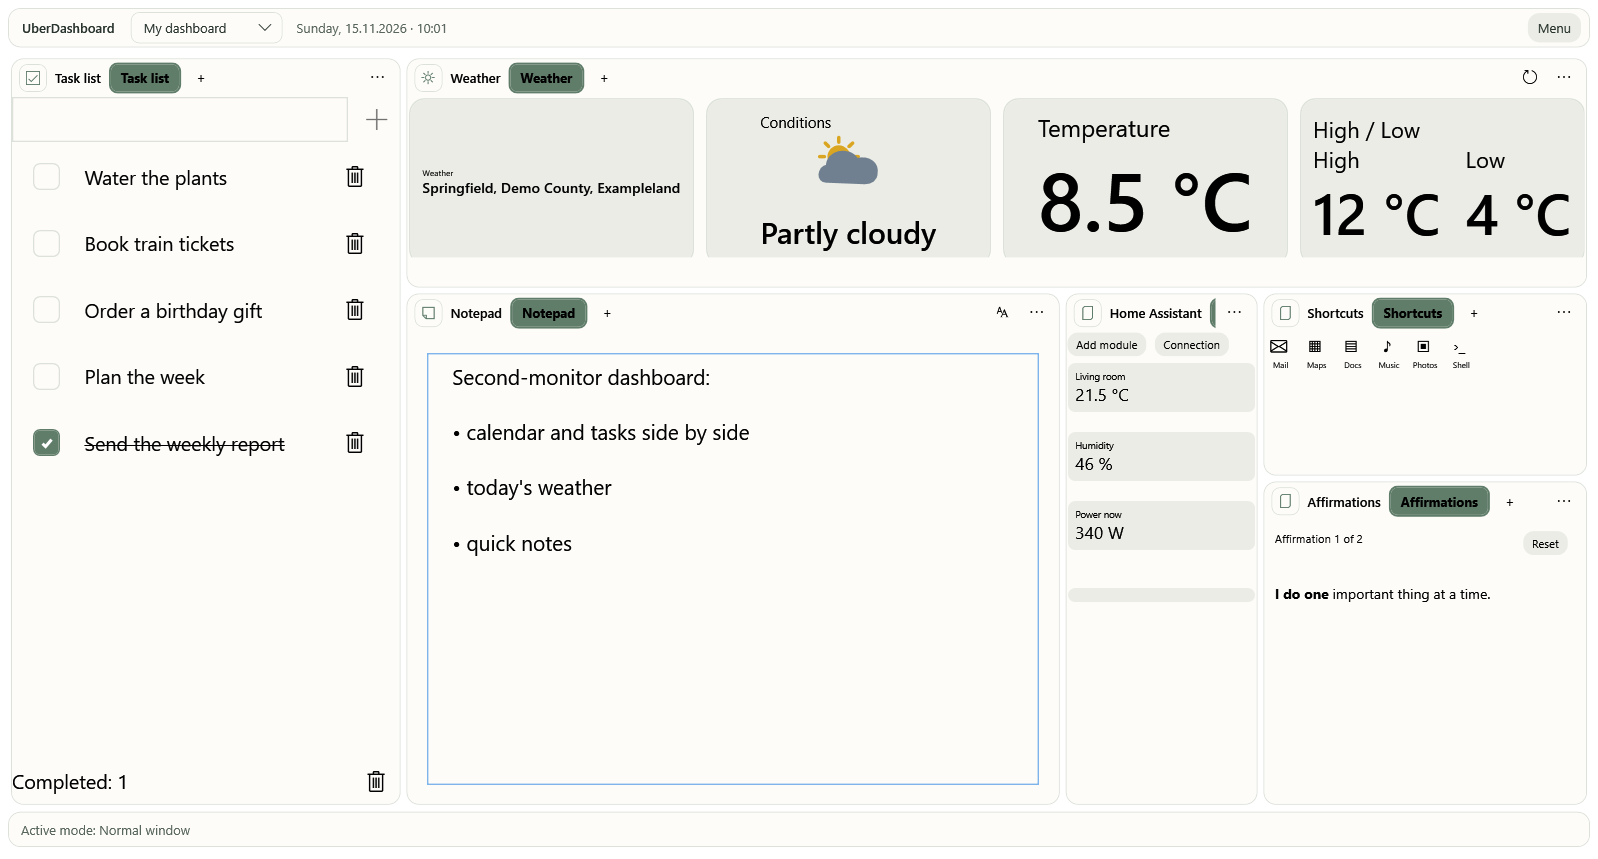 UberDashboard
My dashboard
Sunday, 15.11.2026 · 10:01
Menu
Task list
Task list
+
Water the plants
Book train tickets
Order a birthday gift
Plan the week
Send the weekly report
Completed: 1
Weather
Weather
+
Weather
Springfield, Demo County, Exampleland
Conditions
Partly cloudy
Temperature
8.5 °C
High / Low
High
12 °C
Low
4 °C
Notepad
Notepad
+
Second-monitor dashboard:
• calendar and tasks side by side
• today's weather
• quick notes
Home Assistant
Add module
Connection
Living room
21.5 °C
Humidity
46 %
Power now
340 W
Shortcuts
Shortcuts
+
Mail
Maps
Docs
Music
Photos
Shell
Affirmations
Affirmations
+
Affirmation 1 of 2
Reset
I do one important thing at a time.
Active mode: Normal window